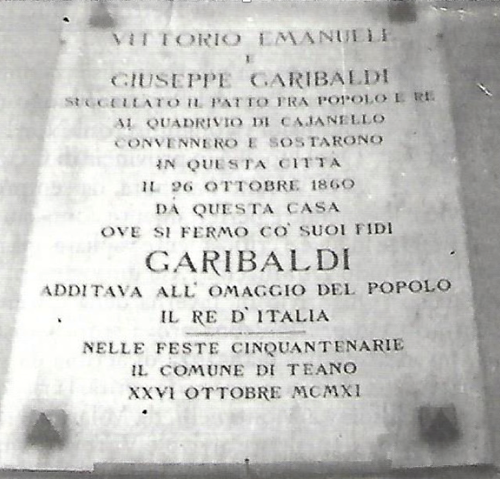 VITTORIO EMANUELE
E
GIUSEPPE GARIBALDI
SUGGELLATO IL PATTO FRA POPOLO E RE
AL QUADRIVIO DI CAJANELLO
CONVENNERO E SOSTARONO
IN QUESTA CITTÀ
IL 26 OTTOBRE 1860
DA QUESTA CASA
OVE SI FERMO CO' SUOI FIDI
GARIBALDI
ADDITAVA ALL' OMAGGIO DEL POPOLO
IL RE D'ITALIA
NELLE FESTE CINQUANTENARIE
IL COMUNE DI TEANO
XXVI OTTOBRE MCMXI